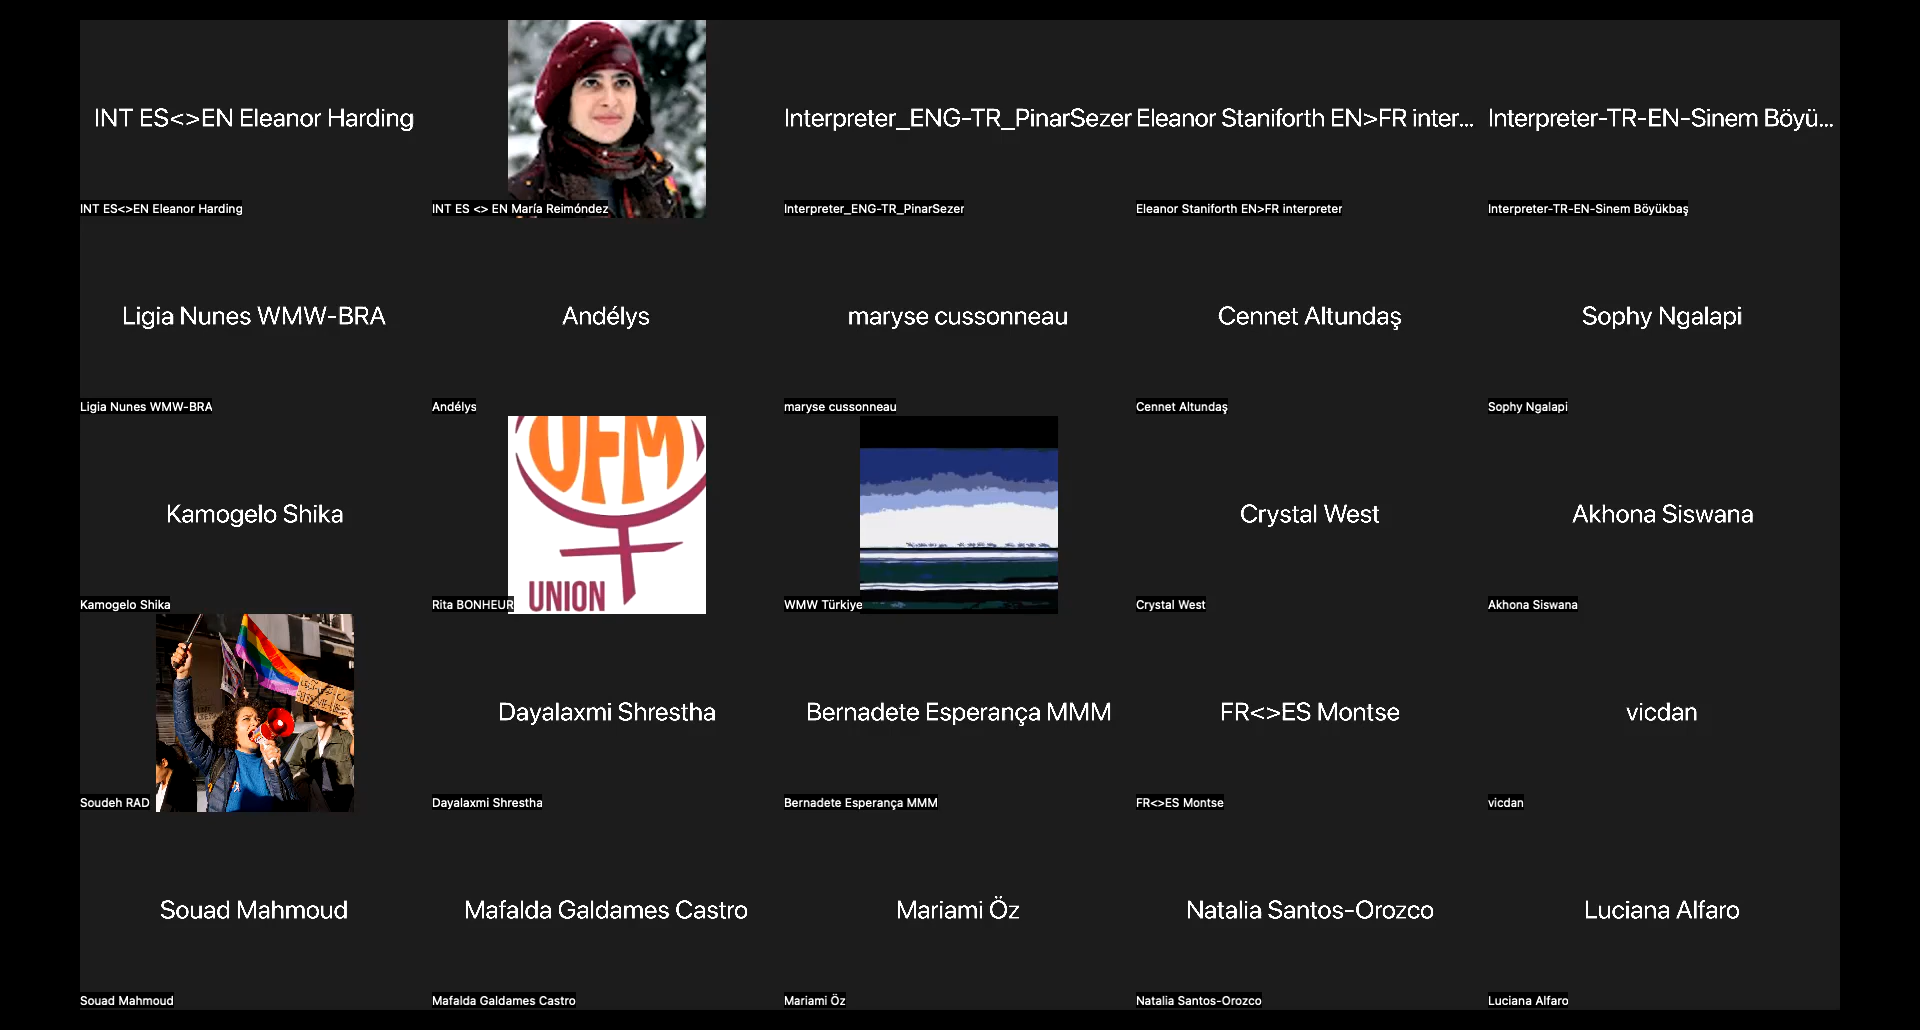 INT ES<>EN Eleanor Harding
Interpreter_ENG-TR_PinarSezer
Eleanor Staniforth EN>FR inter...
Interpreter-TR-EN-Sinem Böyü...
INT ES<>EN Eleanor Harding
INT ES <> EN María Reimóndez
Interpreter_ENG-TR_PinarSezer
Eleanor Staniforth EN>FR interpreter
Interpreter-TR-EN-Sinem Böyükbaş
Ligia Nunes WMW-BRA
Andélys
maryse cussonneau
Cennet Altundaş
Sophy Ngalapi
Ligia Nunes WMW-BRA
Andélys
maryse cussonneau
Cennet Altundaş
Sophy Ngalapi
UFM
Kamogelo Shika
Crystal West
Akhona Siswana
UNION
Kamogelo Shika
Rita BONHEUR
WMW Türkiye
Crystal West
Akhona Siswana
Dayalaxmi Shrestha
Bernadete Esperança MMM
FR<>ES Montse
vicdan
Soudeh RAD
Dayalaxmi Shrestha
Bernadete Esperança MMM
FR<>ES Montse
vicdan
Souad Mahmoud
Mafalda Galdames Castro
Mariami Öz
Natalia Santos-Orozco
Luciana Alfaro
Souad Mahmoud
Mafalda Galdames Castro
Mariami Öz
Natalia Santos-Orozco
Luciana Alfaro